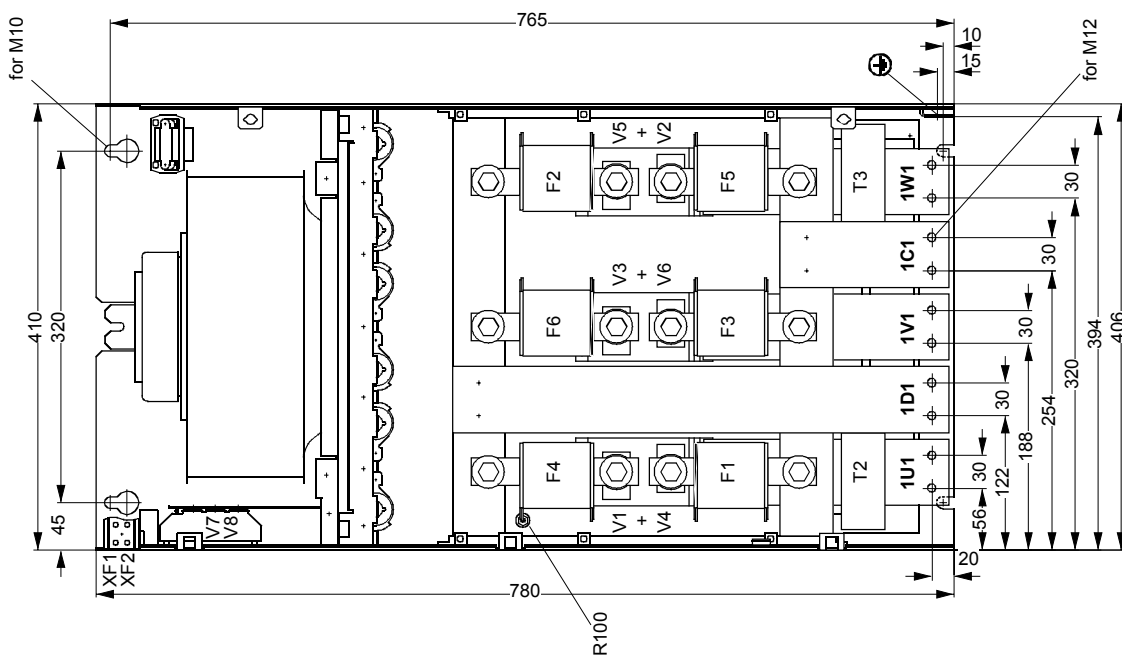 765
for M10
10
15
for M12
410
320
45
XF1
XF2
V7
V8
V5 + V2
F2
F5
T3
1W1
1C1
V3 + V6
F6
F3
1V1
1D1
F4
F1
T2
1U1
V1 + V4
30
30
30
30
30
56
122
188
254
320
394
406
20
780
R100